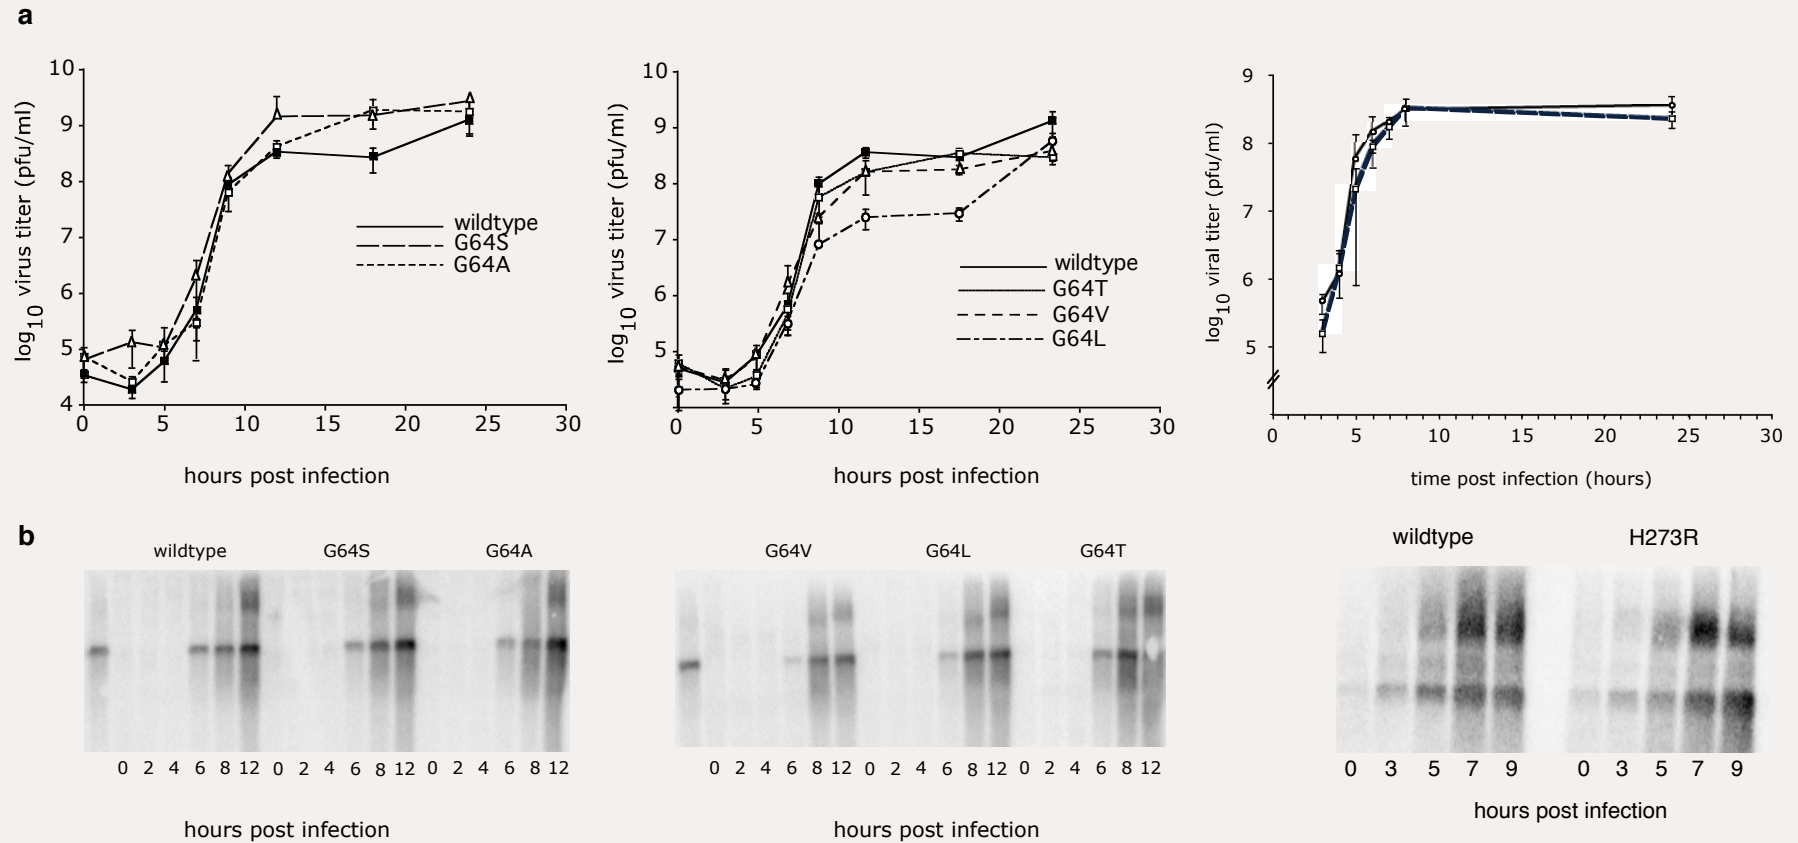 a
10
9
8
7
6
5
4
0 5 10 15 20 25 30
log10 virus titer (pfu/ml)
hours post infection
wildtype
G64S
G64A
10
9
8
7
6
5
0 5 10 15 20 25 30
log10 virus titer (pfu/ml)
hours post infection
wildtype
G64T
G64V
G64L
9
8
7
6
5
0 5 10 15 20 25 30
log10 viral titer (pfu/ml)
time post infection (hours)
b
wildtype G64S G64A
0 2 4 6 8 12 0 2 4 6 8 12 0 2 4 6 8 12
hours post infection
G64V G64L G64T
0 2 4 6 8 12 0 2 4 6 8 12 0 2 4 6 8 12
hours post infection
wildtype H273R
0 3 5 7 9 0 3 5 7 9
hours post infection